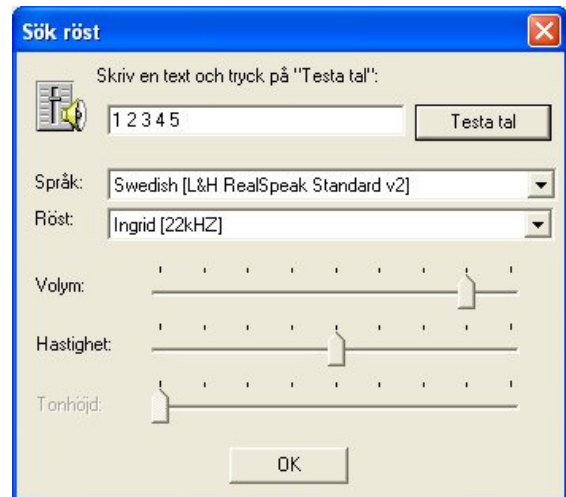 Sök röst
Skriv en text och tryck på "Testa tal":
1 2 3 4 5
Testa tal
Språk: Swedish [L&H RealSpeak Standard v2]
Röst: Ingrid [22kHZ]
Volym:
Hastighet:
Tonhöjd:
OK